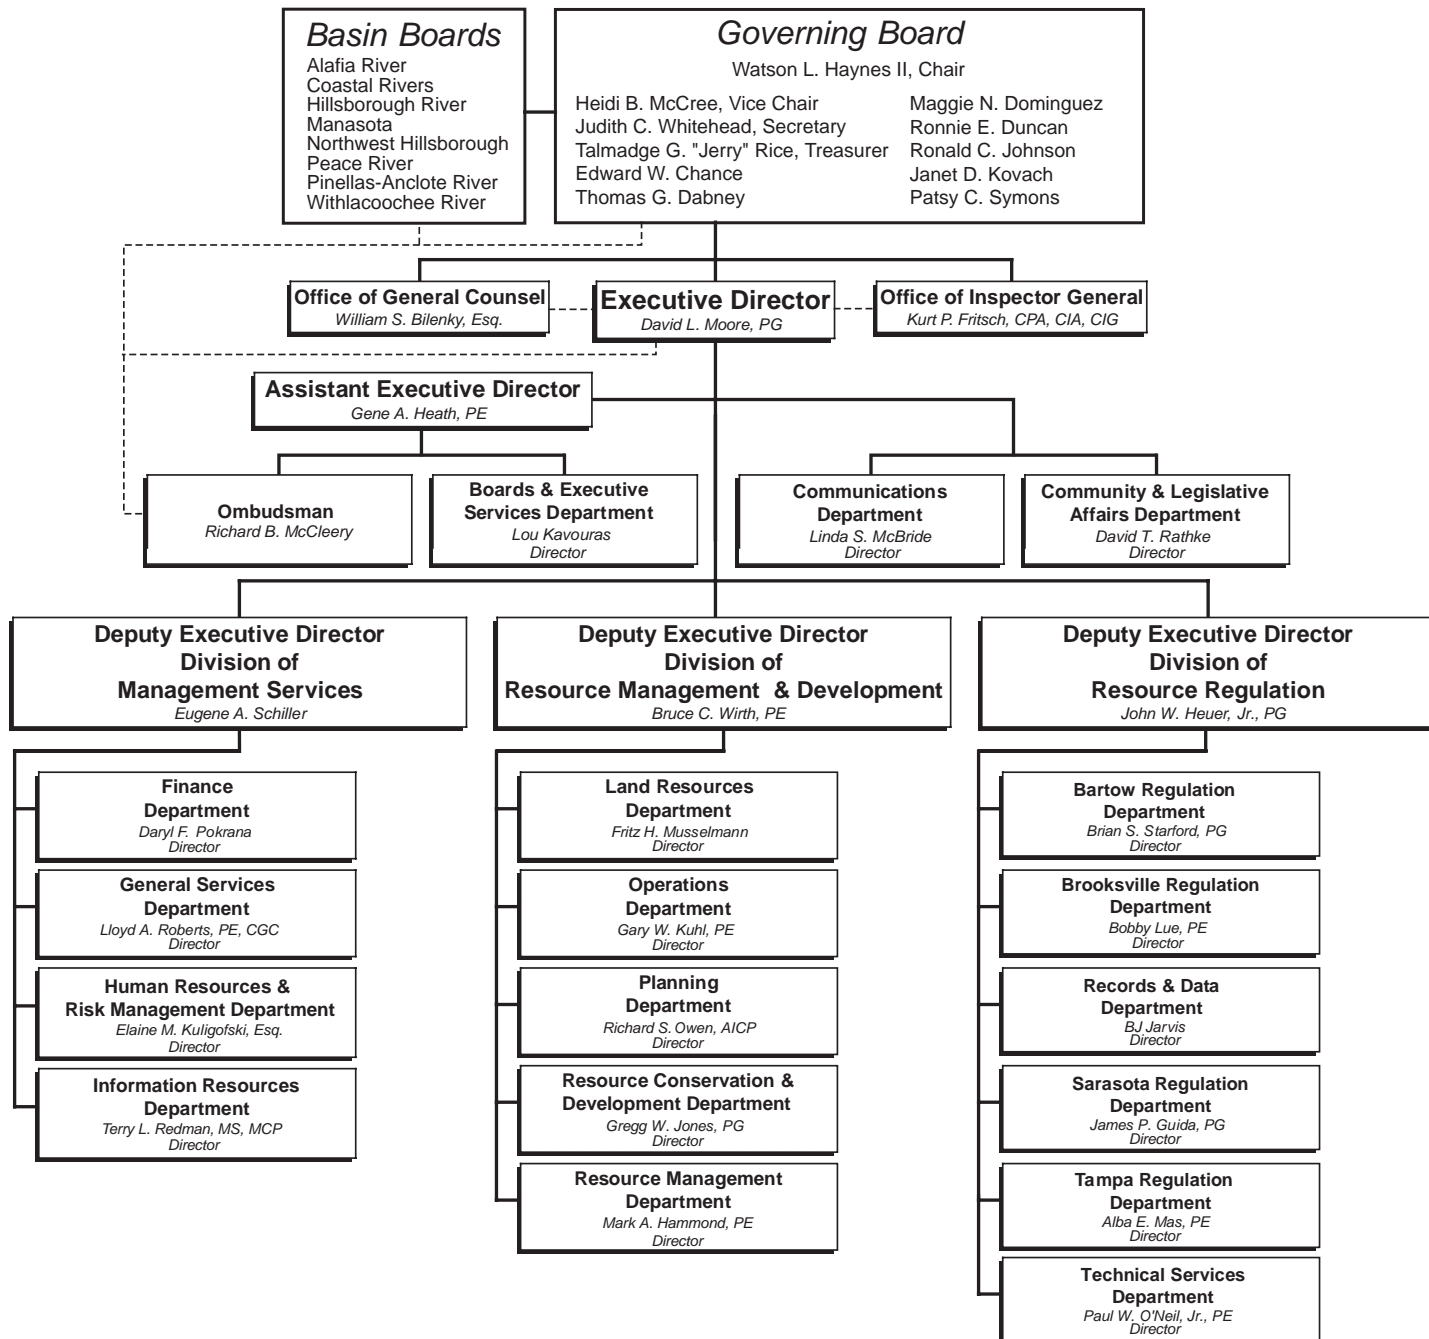 Basin Boards
Alafia River
Coastal Rivers
Hillsborough River
Manasota
Northwest Hillsborough
Peace River
Pinellas-Anclote River
Withlacoochee River
Governing Board
Watson L. Haynes II, Chair
Heidi B. McCree, Vice Chair
Judith C. Whitehead, Secretary
Talmadge G. "Jerry" Rice, Treasurer
Edward W. Chance
Thomas G. Dabney
Maggie N. Dominguez
Ronnie E. Duncan
Ronald C. Johnson
Janet D. Kovach
Patsy C. Symons
Office of General Counsel
William S. Bilenky, Esq.
Executive Director
David L. Moore, PG
Office of Inspector General
Kurt P. Fritsch, CPA, CIA, CIG
Assistant Executive Director
Gene A. Heath, PE
Ombudsman
Richard B. McCleery
Boards & Executive
Services Department
Lou Kavouras
Director
Communications
Department
Linda S. McBride
Director
Community & Legislative
Affairs Department
David T. Rathke
Director
Deputy Executive Director
Division of
Management Services
Eugene A. Schiller
Finance
Department
Daryl F. Pokrana
Director
General Services
Department
Lloyd A. Roberts, PE, CGC
Director
Human Resources &
Risk Management Department
Elaine M. Kuligofski, Esq.
Director
Information Resources
Department
Terry L. Redman, MS, MCP
Director
Deputy Executive Director
Division of
Resource Management & Development
Bruce C. Wirth, PE
Land Resources
Department
Fritz H. Musselmann
Director
Operations
Department
Gary W. Kuhl, PE
Director
Planning
Department
Richard S. Owen, AICP
Director
Resource Conservation &
Development Department
Gregg W. Jones, PG
Director
Resource Management
Department
Mark A. Hammond, PE
Director
Deputy Executive Director
Division of
Resource Regulation
John W. Heuer, Jr., PG
Bartow Regulation
Department
Brian S. Starford, PG
Director
Brooksville Regulation
Department
Bobby Lue, PE
Director
Records & Data
Department
BJ Jarvis
Director
Sarasota Regulation
Department
James P. Guida, PG
Director
Tampa Regulation
Department
Alba E. Mas, PE
Director
Technical Services
Department
Paul W. O'Neil, Jr., PE
Director